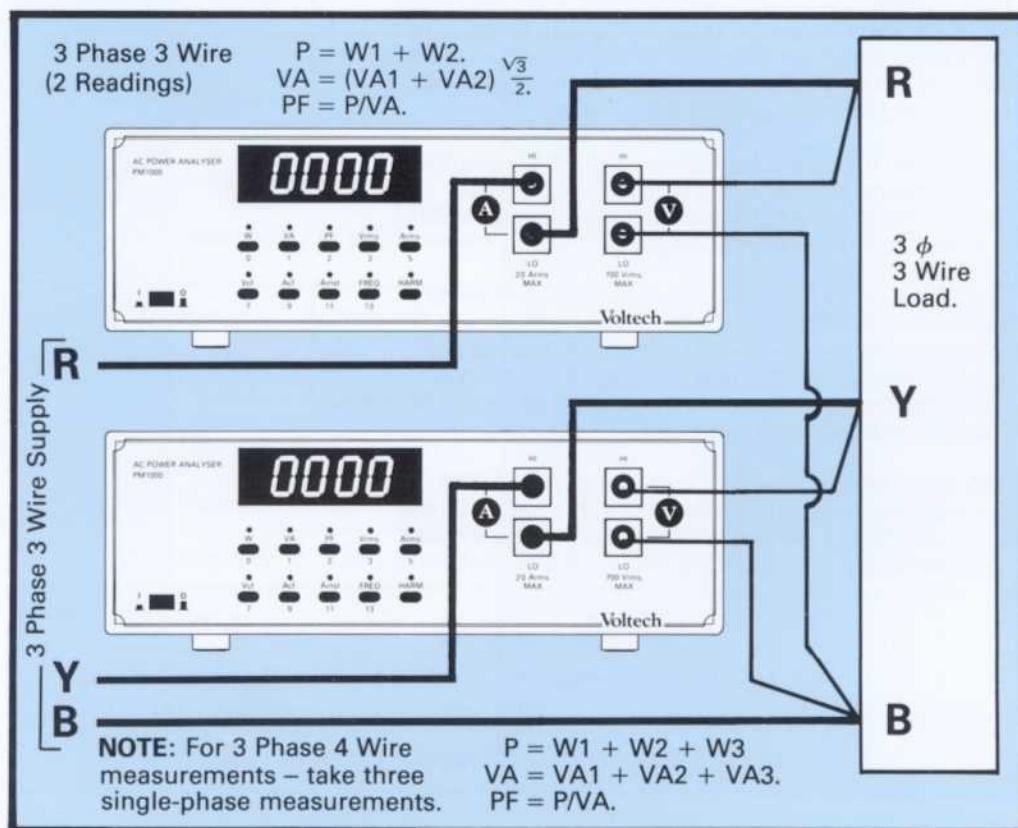 3 Phase 3 Wire
(2 Readings)
P = W1 + W2.
VA = (VA1 + VA2) √3/2.
PF = P/VA.
AC POWER ANALYSER
PM1000
0000
W VA PF Vrms Arms
0 1 2 3 5
Vcf Acf Ainst FREQ HARM
7 9 11 13
I O
HI HI
A V
LO LO
20 Arms MAX
700 Vrms MAX
Voltech
R
3 Phase 3 Wire Supply
AC POWER ANALYSER
PM1000
0000
W VA PF Vrms Arms
0 1 2 3 5
Vcf Acf Ainst FREQ HARM
7 9 11 13
I O
HI HI
A V
LO LO
20 Arms MAX
700 Vrms MAX
Voltech
Y
B
R
3 ϕ
3 Wire
Load.
Y
B
NOTE: For 3 Phase 4 Wire
measurements – take three
single-phase measurements.
P = W1 + W2 + W3
VA = VA1 + VA2 + VA3.
PF = P/VA.